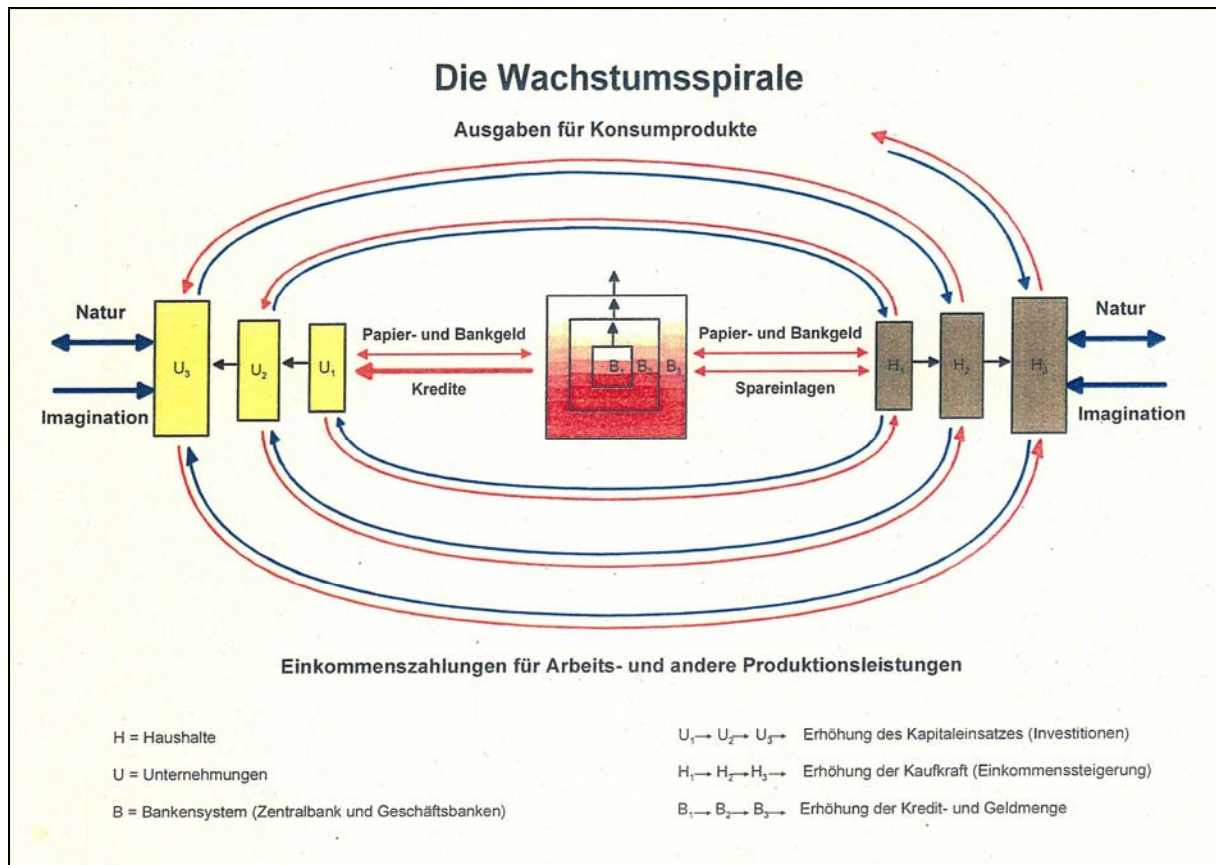 Die Wachstumsspirale
Ausgaben für Konsumprodukte
Natur
Imagination
U₃
U₂
U₁
Papier- und Bankgeld
Kredite
B₁
B₂
B₃
Papier- und Bankgeld
Spareinlagen
H₁
H₂
H₃
Natur
Imagination
Einkommenszahlungen für Arbeits- und andere Produktionsleistungen
H = Haushalte
U = Unternehmungen
B = Bankensystem (Zentralbank und Geschäftsbanken)
U₁→ U₂→ U₃→ Erhöhung des Kapitaleinsatzes (Investitionen)
H₁→ H₂→ H₃→ Erhöhung der Kaufkraft (Einkommenssteigerung)
B₁→ B₂→ B₃→ Erhöhung der Kredit- und Geldmenge